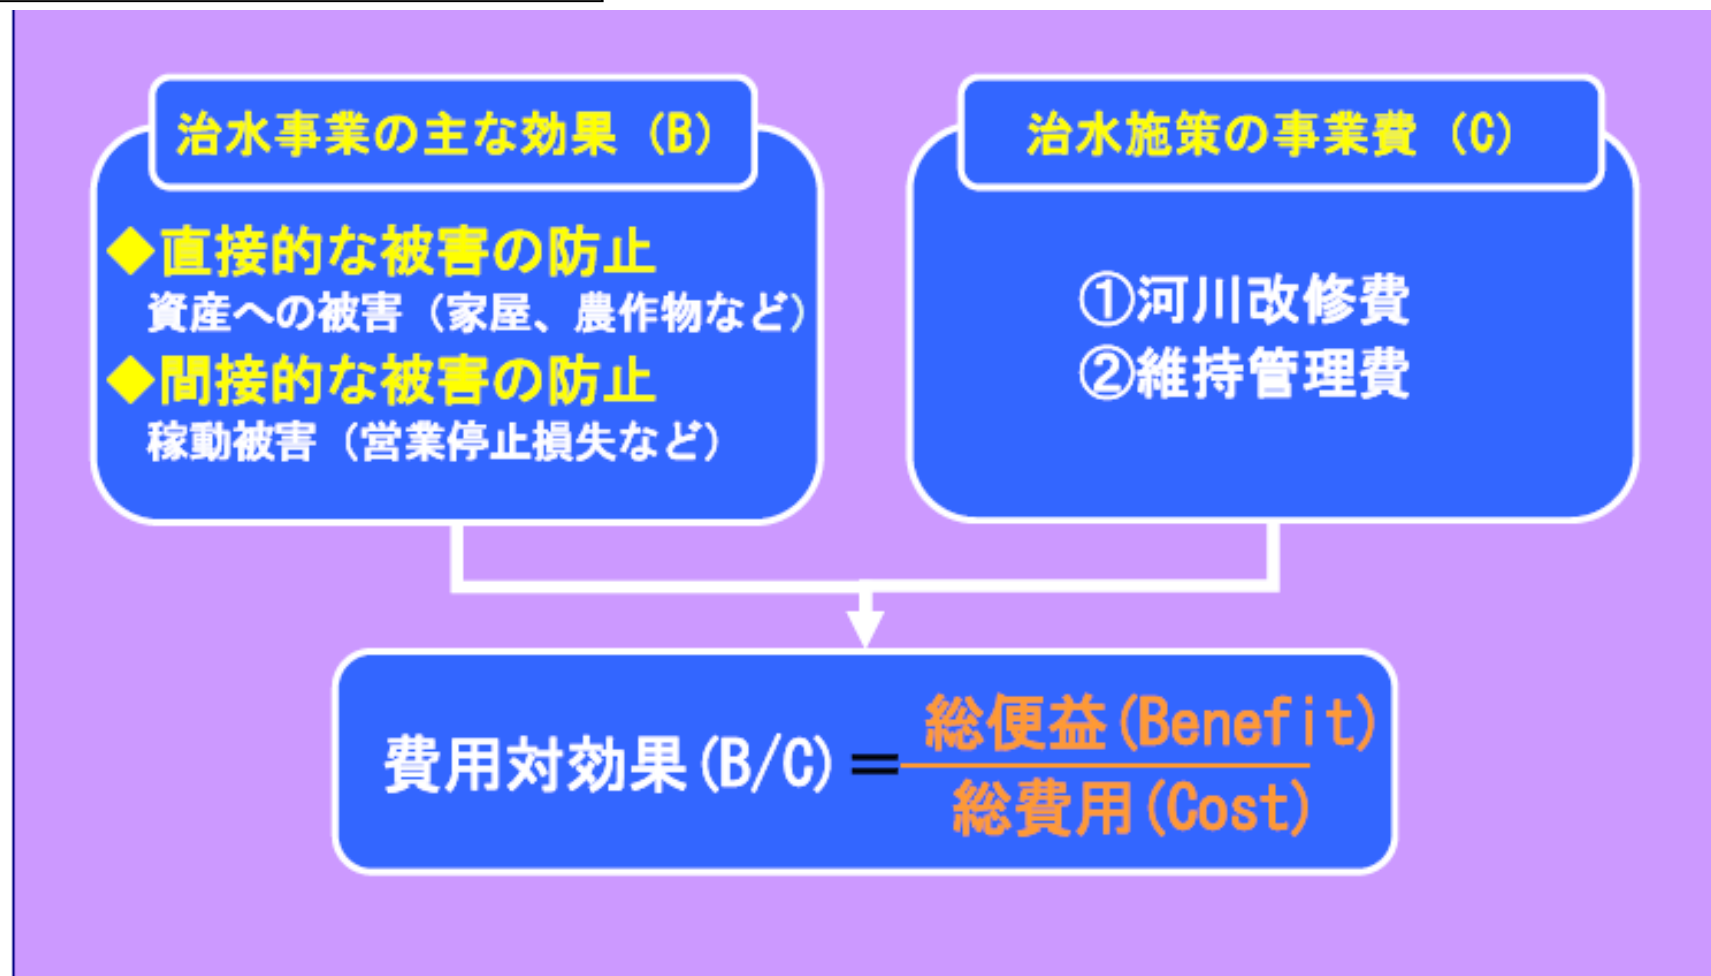 治水事業の主な効果（B）
◆直接的な被害の防止
資産への被害（家屋、農作物など）
◆間接的な被害の防止
稼動被害（営業停止損失など）
治水施策の事業費（C）
①河川改修費
②維持管理費
費用対効果(B/C)＝
総便益(Benefit)
総費用(Cost)